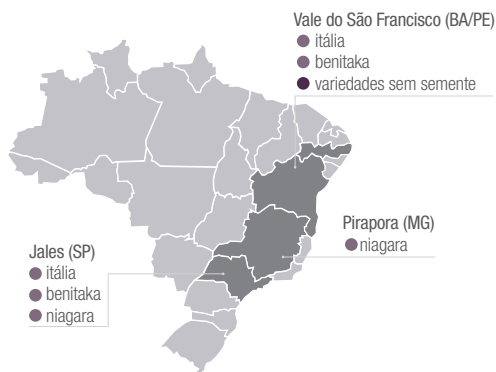 Vale do São Francisco (BA/PE)
itália
benitaka
variedades sem semente
Pirapora (MG)
niagara
Jales (SP)
itália
benitaka
niagara